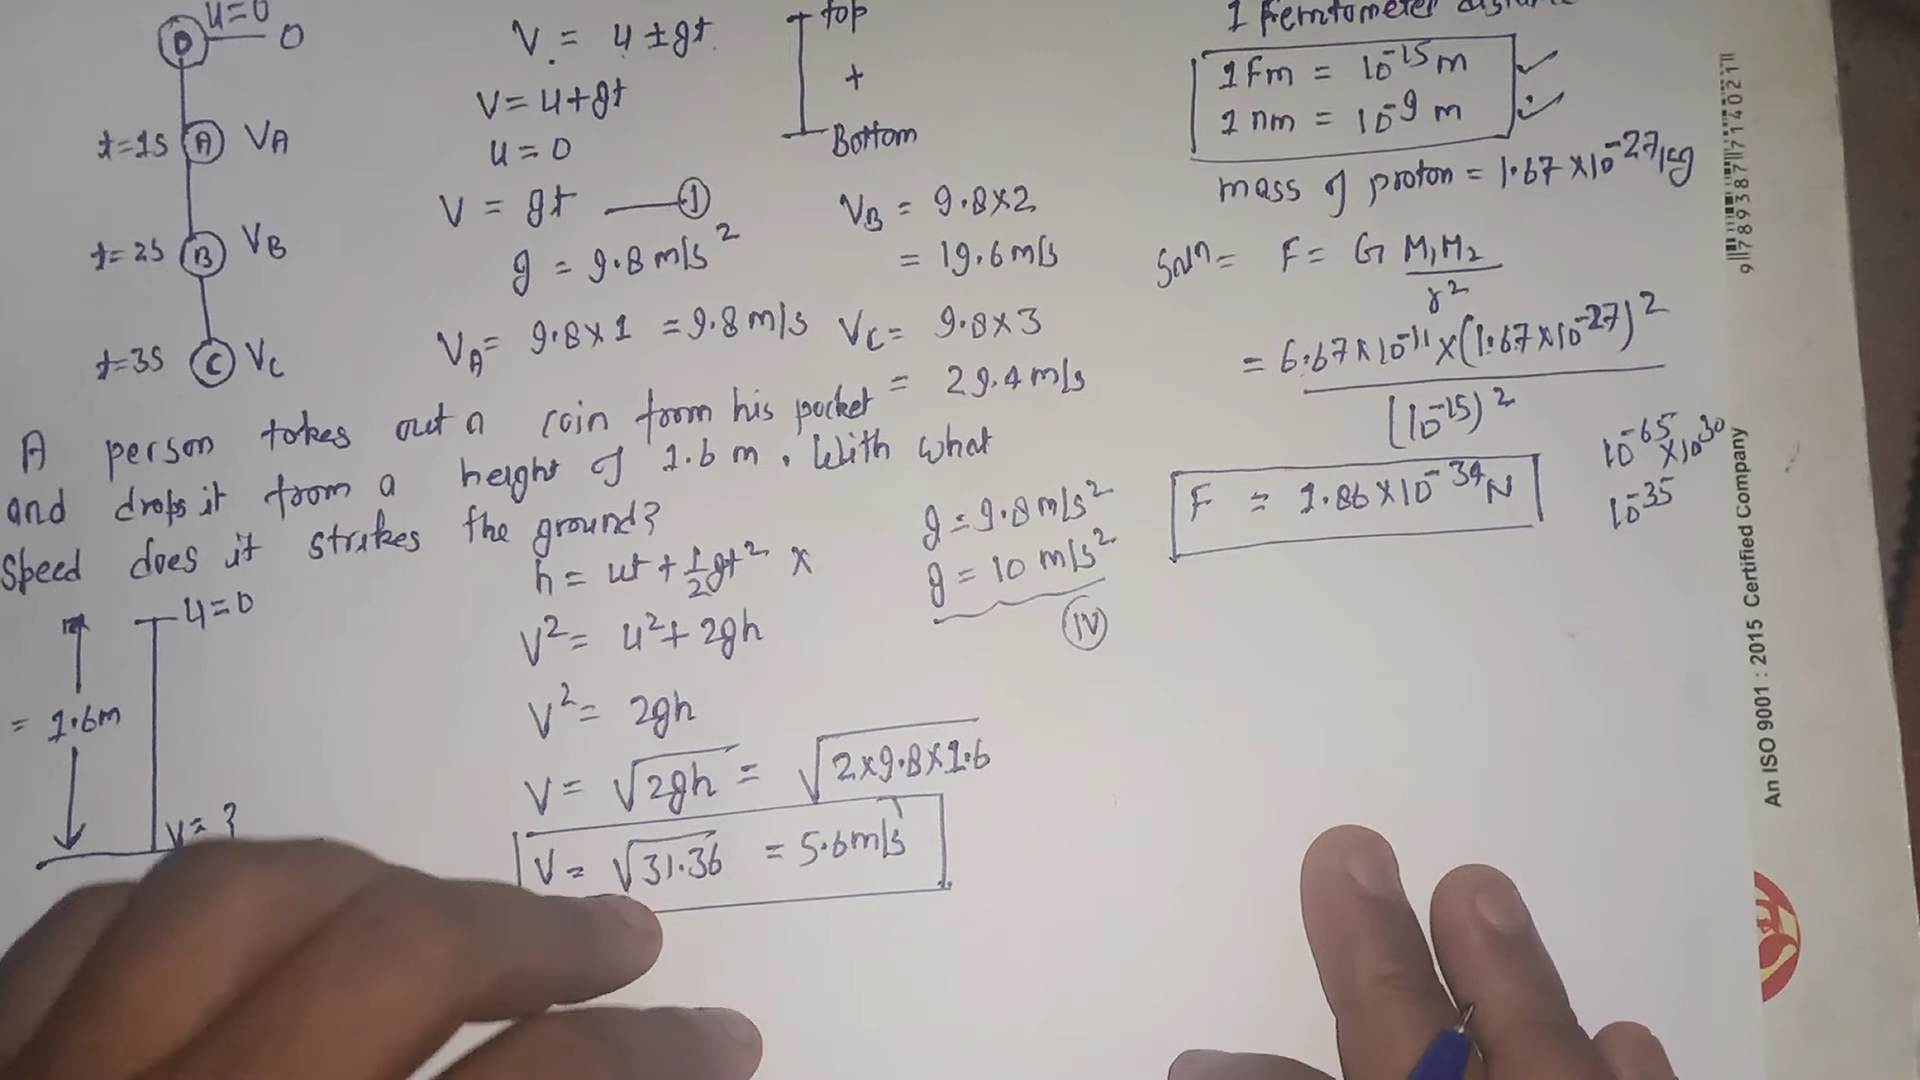 u=0
D
0
t=1s A VA
t=2s B VB
t=3s C VC
V = u ± gt
V = u + gt
u = 0
V = gt — 1
g = 9.8 m/s²
VA = 9.8 × 1 = 9.8 m/s
top
+
Bottom
VB = 9.8×2
= 19.6 m/s
VC = 9.8×3
= 29.4 m/s
A person takes out a coin from his pocket
and drops it from a height of 1.6 m. With what
speed does it strikes the ground?
u=0
= 1.6m
V = ?
h = ut + 1/2 gt² ×
V² = u² + 2gh
V² = 2gh
V = √2gh = √2×9.8×1.6
V = √31.36 = 5.6 m/s
g = 9.8 m/s²
g = 10 m/s²
IV
1 Femtometer
1 Fm = 10⁻¹⁵ m
1 nm = 10⁻⁹ m
mass of proton = 1.67 × 10⁻²⁷ kg
Solⁿ = F = G M₁M₂ / r²
= 6.67×10⁻¹¹ × (1.67×10⁻²⁷)² / (10⁻¹⁵)²
F = 1.86 × 10⁻³⁴ N
10⁻⁶⁵ × 10³⁰
10⁻³⁵
9 789387 714021
An ISO 9001 : 2015 Certified Company